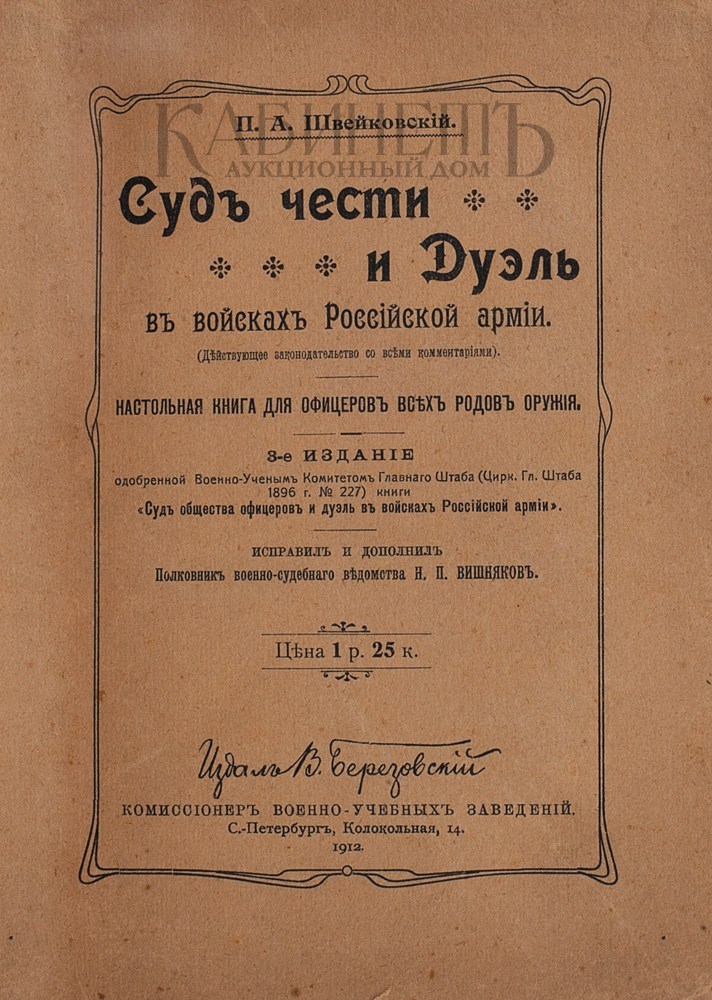 КАБИНЕТЪ
П. А. Швейковскій.
АУКЦИОННЫЙ ДОМ
Судъ чести
и Дуэль
въ войскахъ Россійской арміи.
(Дѣйствующее законодательство со всѣми комментаріями).
НАСТОЛЬНАЯ КНИГА ДЛЯ ОФИЦЕРОВЪ ВСѢХЪ РОДОВЪ ОРУЖІЯ.
3-е ИЗДАНІЕ
одобренной Военно-Ученымъ Комитетомъ Главнаго Штаба (Цирк. Гл. Штаба
1896 г. № 227) книги
«Судъ общества офицеровъ и дуэль въ войскахъ Россійской арміи».
ИСПРАВИЛЪ И ДОПОЛНИЛЪ
Полковникъ военно-судебнаго вѣдомства Н. П. ВИШНЯКОВЪ.
Цѣна 1 р. 25 к.
Издалъ В. Березовскій
КОМИССІОНЕРЪ ВОЕННО-УЧЕБНЫХЪ ЗАВЕДЕНІЙ.
С.-Петербургъ, Колокольная, 14.
1912.